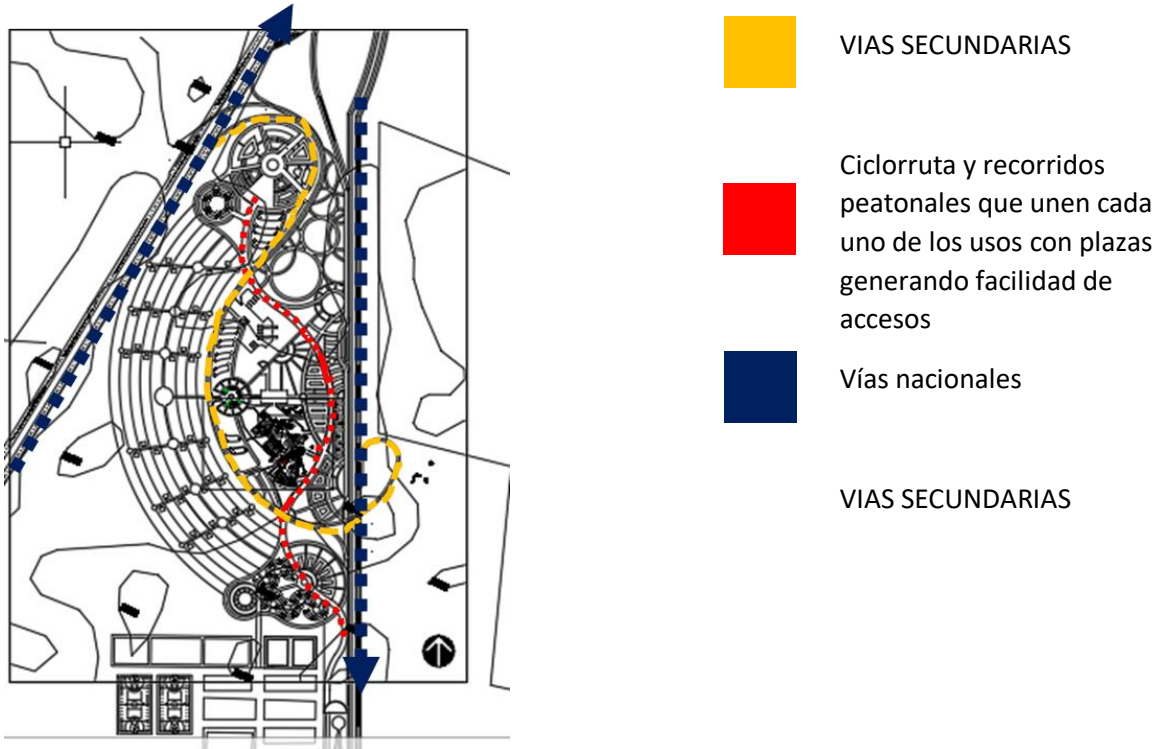 VIAS SECUNDARIAS
Ciclorruta y recorridos
peatonales que unen cada
uno de los usos con plazas
generando facilidad de
accesos
Vías nacionales
VIAS SECUNDARIAS